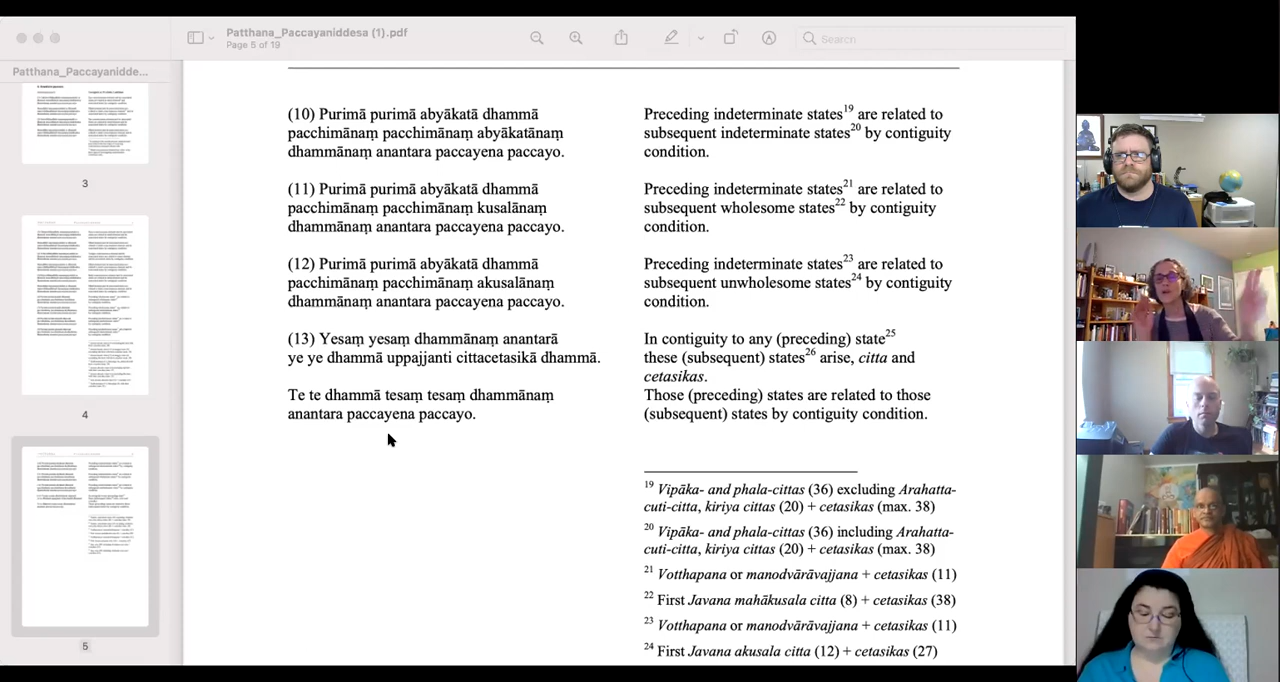 Patthana_Paccayaniddesa (1).pdf
Page 5 of 19
Search
Patthana_Paccayanidde...
3
4
5
(10) Purimā purimā abyākatā dhammā
pacchimānaṃ pacchimānaṃ abyākatānaṃ
dhammānaṃ anantara paccayena paccayo.
Preceding indeterminate states19 are related to
subsequent indeterminate states20 by contiguity
condition.
(11) Purimā purimā abyākatā dhammā
pacchimānaṃ pacchimānaṃ kusalānaṃ
dhammānaṃ anantara paccayena paccayo.
Preceding indeterminate states21 are related to
subsequent wholesome states22 by contiguity
condition.
(12) Purimā purimā abyākatā dhammā
pacchimānaṃ pacchimānaṃ akusalānaṃ
dhammānaṃ anantara paccayena paccayo.
Preceding indeterminate states23 are related to
subsequent unwholesome states24 by contiguity
condition.
(13) Yesaṃ yesaṃ dhammānaṃ anantarā
ye ye dhammā uppajjanti cittacetasikā dhammā.
Te te dhammā tesaṃ tesaṃ dhammānaṃ
anantara paccayena paccayo.
In contiguity to any (preceding) state25
these (subsequent) states26 arise, citta and
cetasikas.
Those (preceding) states are related to those
(subsequent) states by contiguity condition.
19 Vipāka- and phala-cittas (36) excluding Arahatta-
cuti-citta, kiriya cittas (20) + cetasikas (max. 38)
20 Vipāka- and phala-cittas (36) including Arahatta-
cuti-citta, kiriya cittas (20) + cetasikas (max. 38)
21 Votthapana or manodvārāvajjana + cetasikas (11)
22 First Javana mahākusala citta (8) + cetasikas (38)
23 Votthapana or manodvārāvajjana + cetasikas (11)
24 First Javana akusala citta (12) + cetasikas (27)